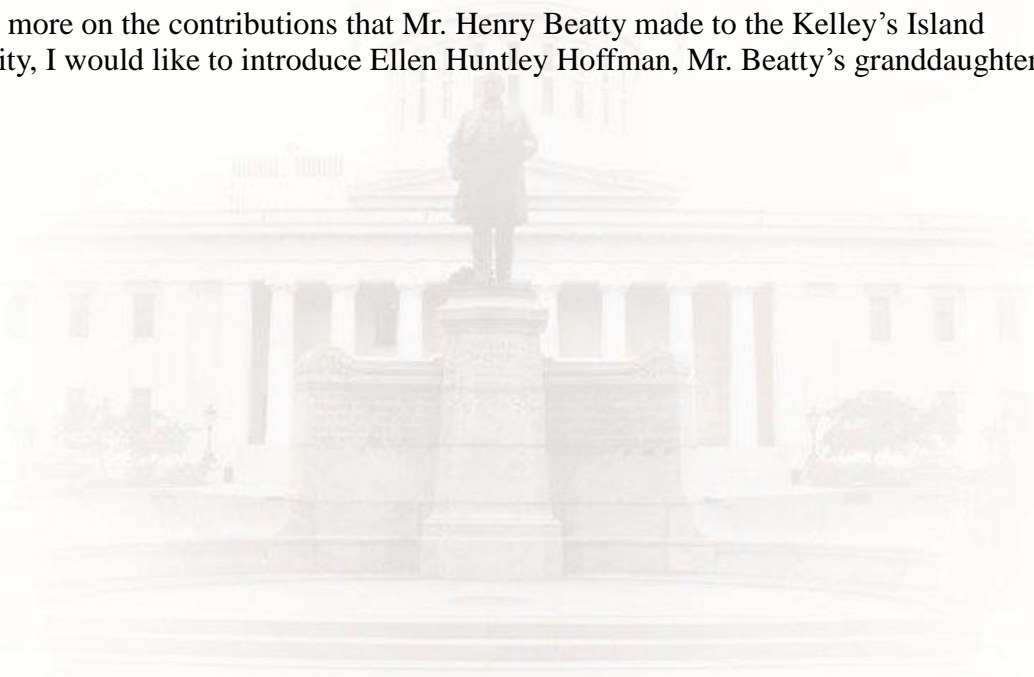 more on the contributions that Mr. Henry Beatty made to the Kelley’s Island
ity, I would like to introduce Ellen Huntley Hoffman, Mr. Beatty’s granddaughter